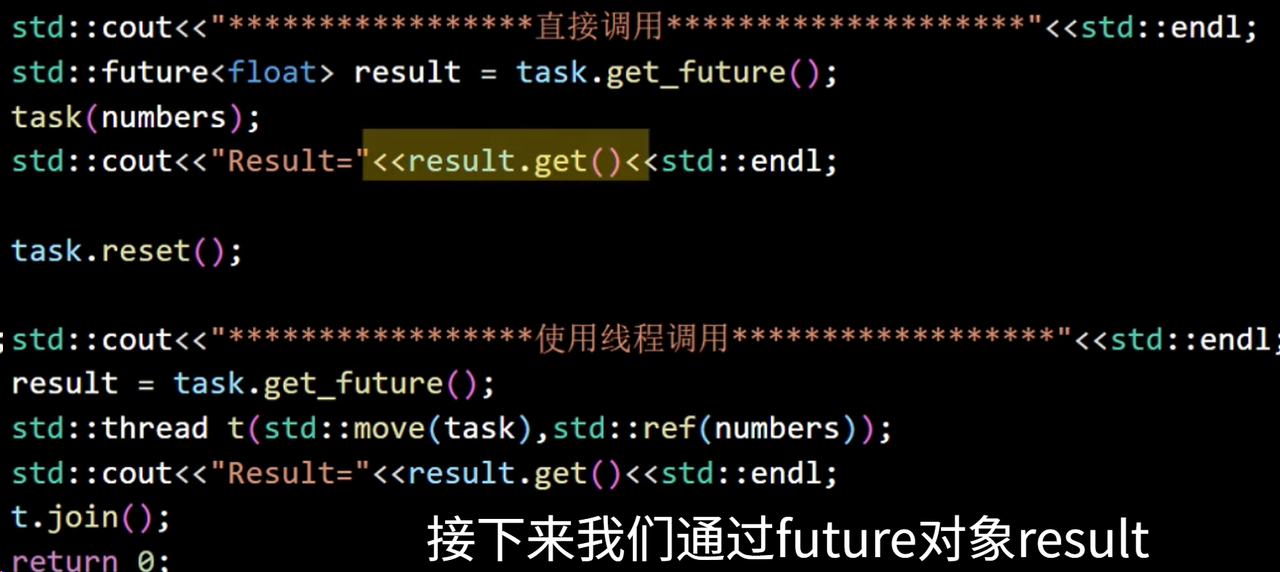 std::cout<<"*****************直接调用********************"<<std::endl;
std::future<float> result = task.get_future();
task(numbers);
std::cout<<"Result="<<result.get()<<std::endl;
task.reset();
;std::cout<<"*****************使用线程调用******************"<<std::endl;
result = task.get_future();
std::thread t(std::move(task),std::ref(numbers));
std::cout<<"Result="<<result.get()<<std::endl;
t.join();
return 0;
接下来我们通过future对象result